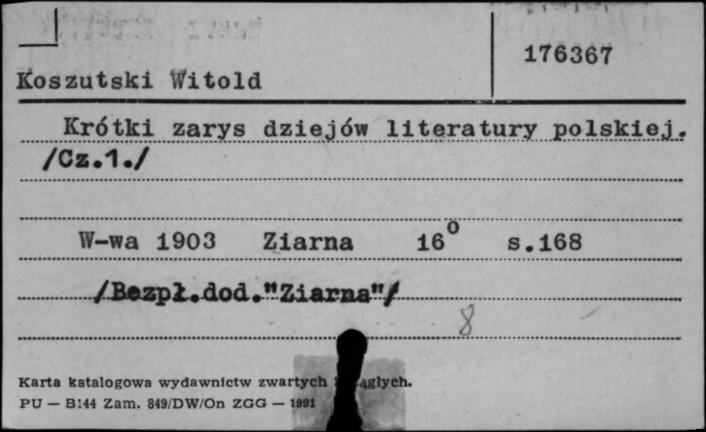 176367
Koszutski Witold
Krótki zarys dziejów literatury polskiej.
/Cz.1./
W-wa 1903 Ziarna 16° s.168
/Bezpł.dod."Ziarna"/
8
Karta katalogowa wydawnictw zwartych ągłych.
PU — B144 Zam. 849/DW/On ZGG — 1991